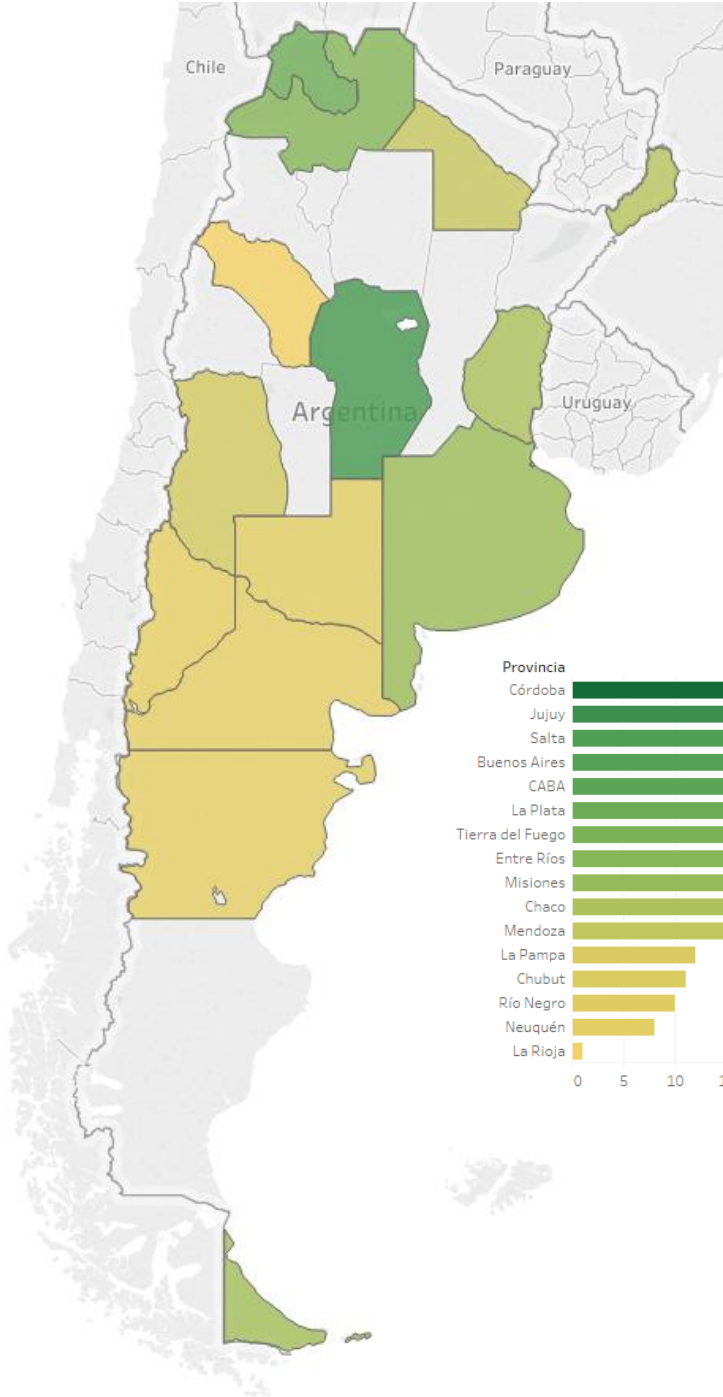 Chile
Paraguay
Argentina
Uruguay
Provincia
Córdoba
Jujuy
Salta
Buenos Aires
CABA
La Plata
Tierra del Fuego
Entre Ríos
Misiones
Chaco
Mendoza
La Pampa
Chubut
Río Negro
Neuquén
La Rioja
0 5 10